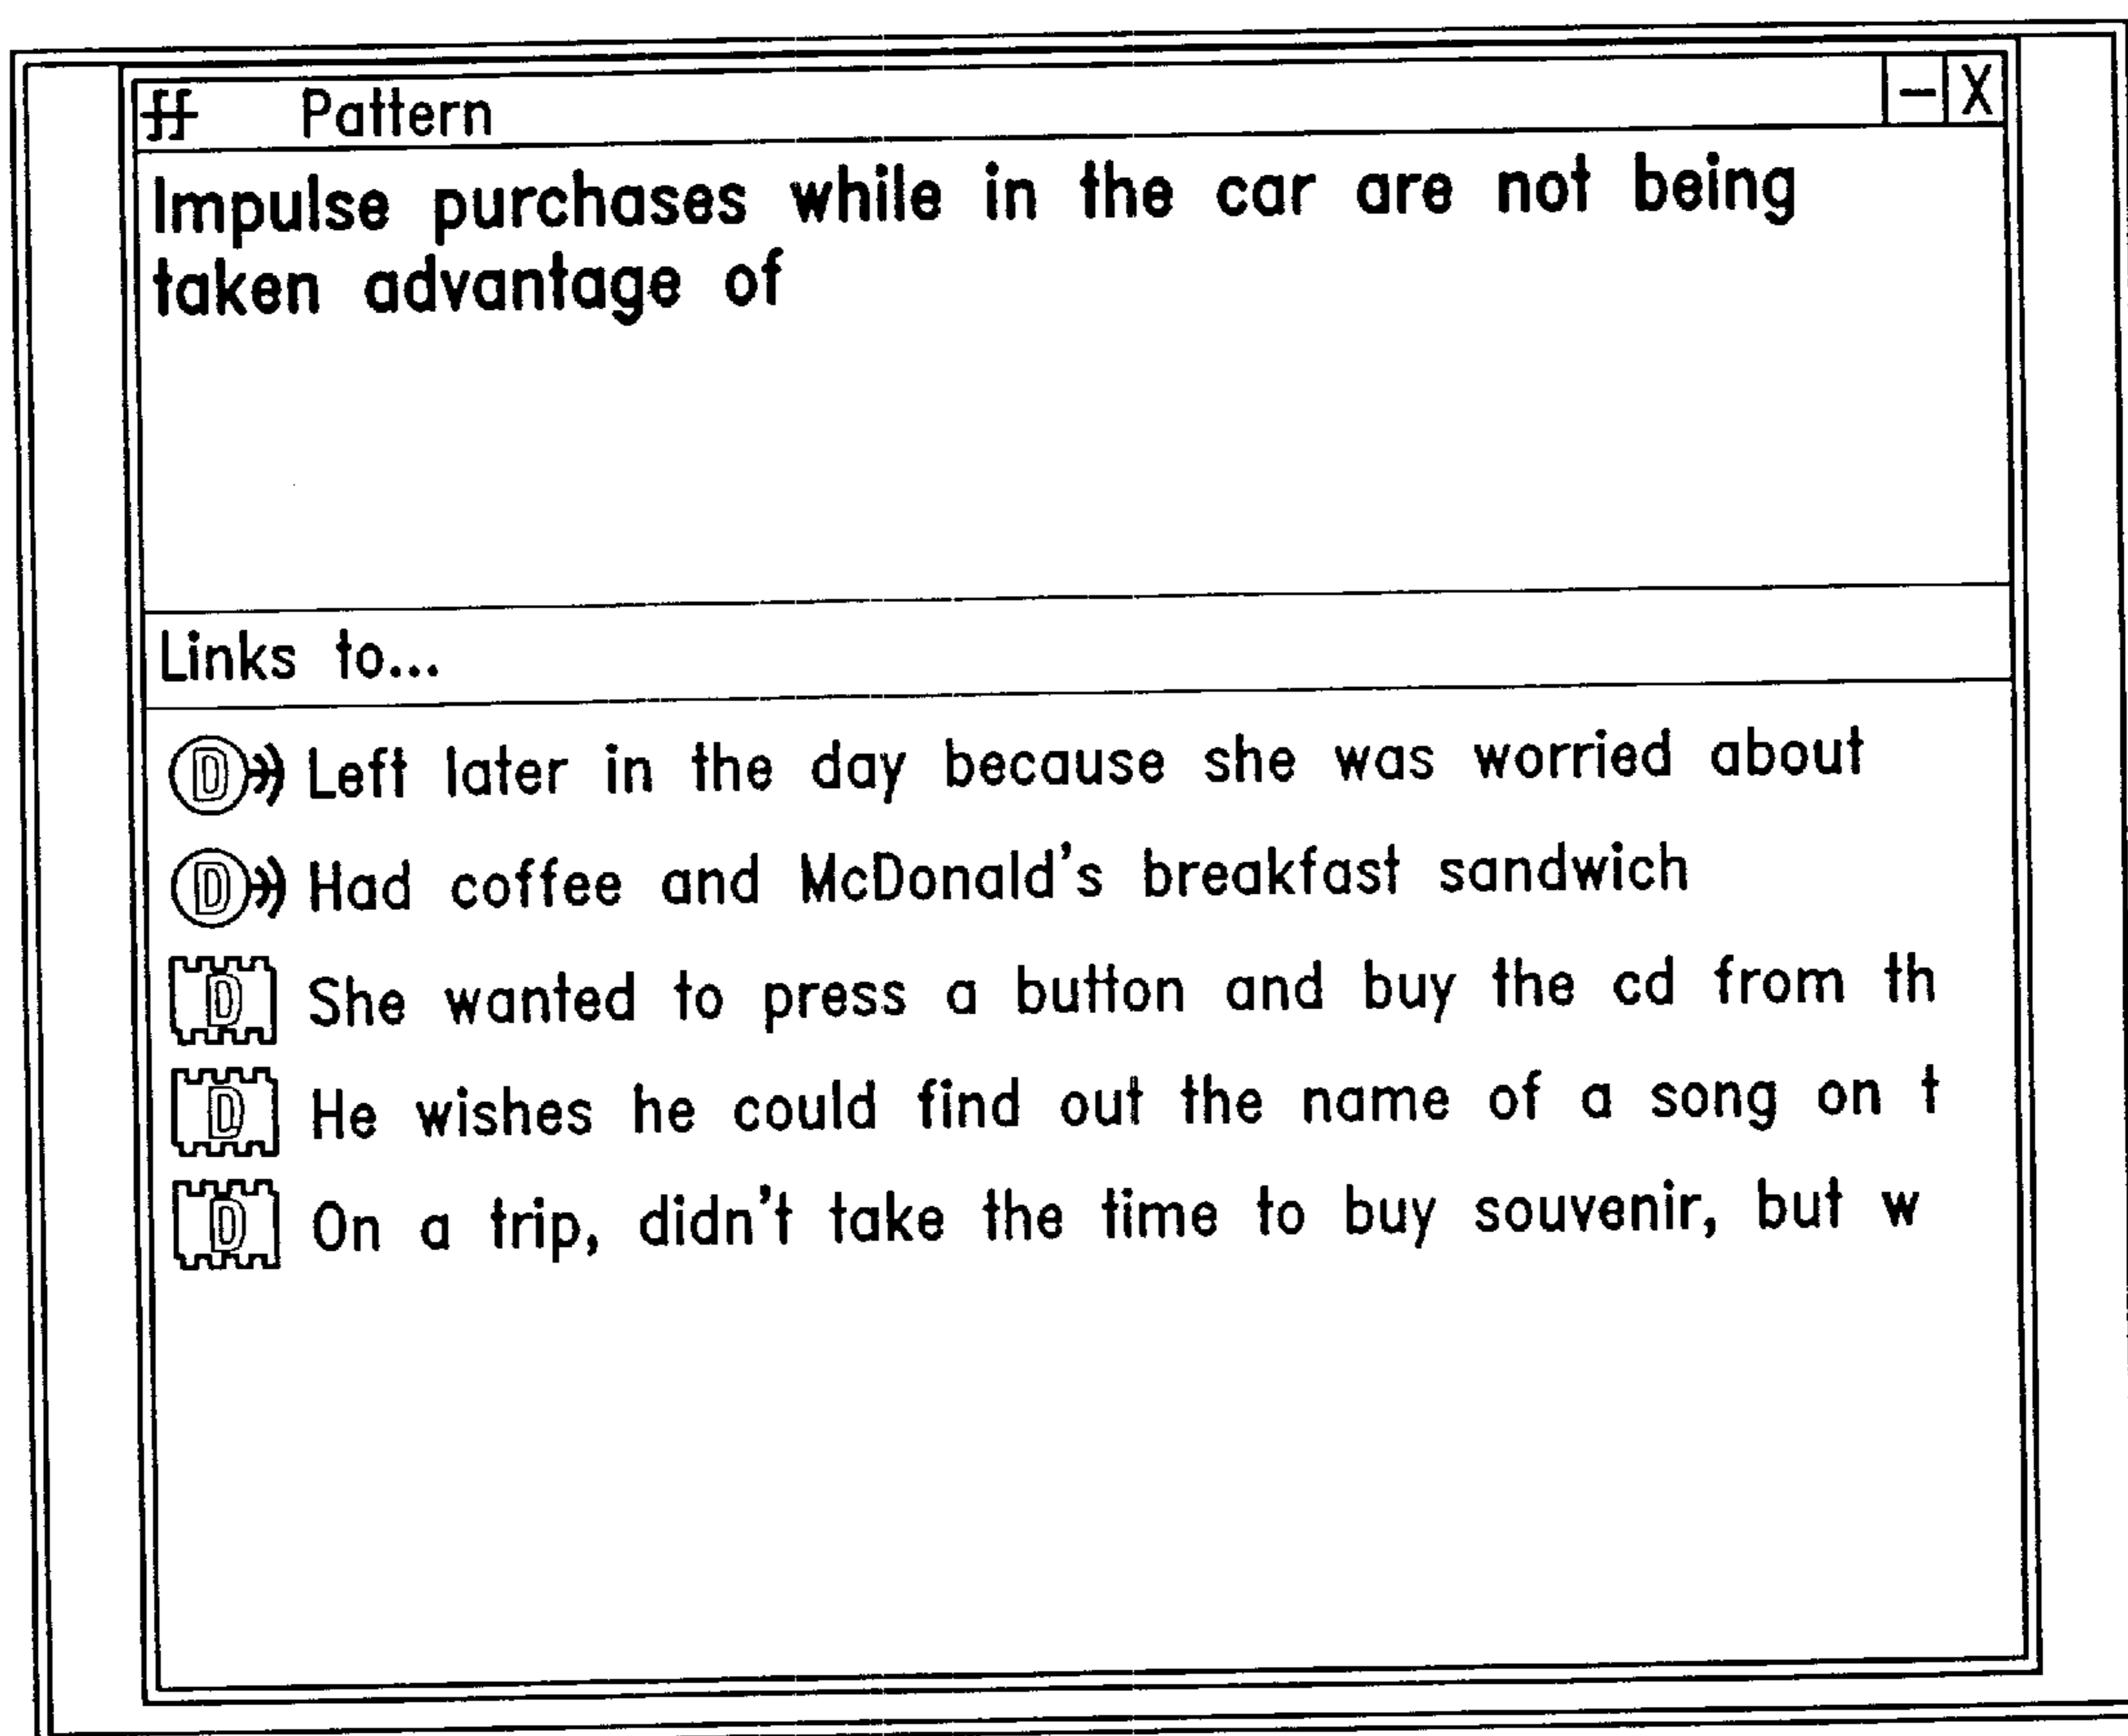 ff Pattern - X
Impulse purchases while in the car are not being
taken advantage of
Links to...
D Left later in the day because she was worried about
D Had coffee and McDonald's breakfast sandwich
D She wanted to press a button and buy the cd from th
D He wishes he could find out the name of a song on t
D On a trip, didn't take the time to buy souvenir, but w